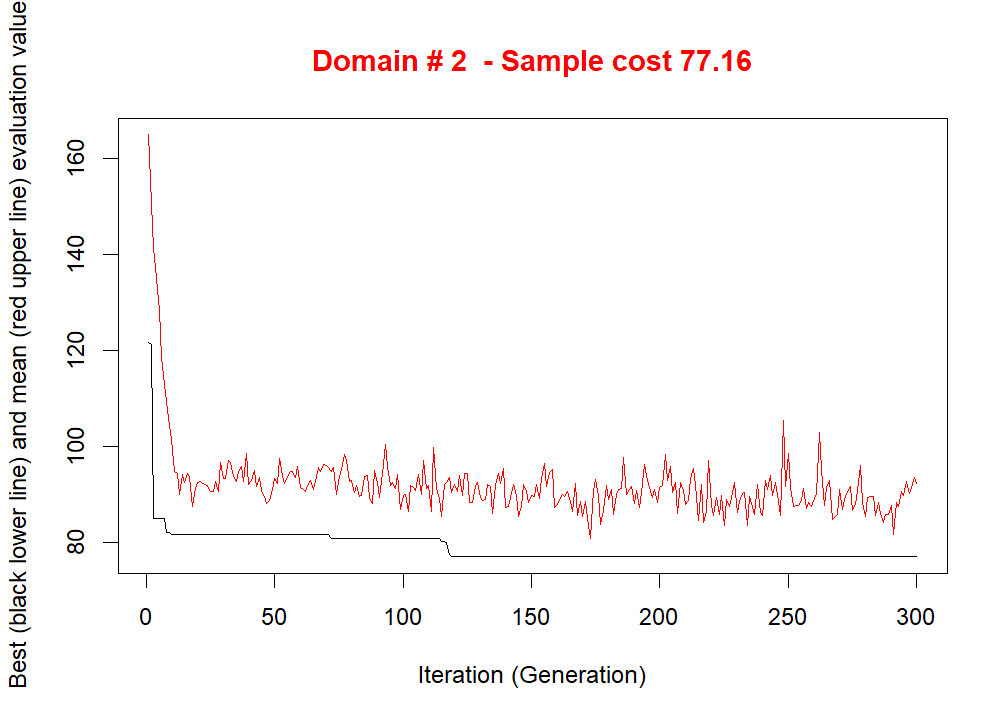 Domain # 2  - Sample cost 77.16
Best (black lower line) and mean (red upper line) evaluation value
160
140
120
100
80
0 50 100 150 200 250 300
Iteration (Generation)